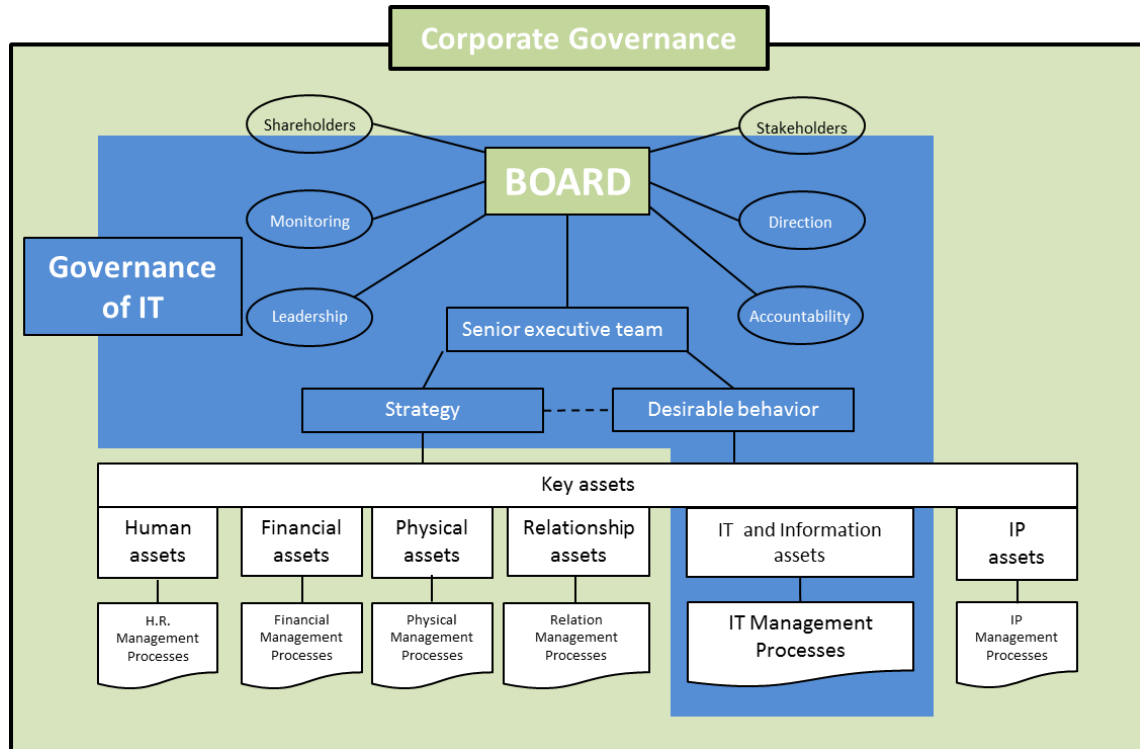 Corporate Governance
Shareholders
Stakeholders
BOARD
Monitoring
Direction
Governance
of IT
Leadership
Accountability
Senior executive team
Strategy
Desirable behavior
Key assets
Human
assets
Financial
assets
Physical
assets
Relationship
assets
IT and Information
assets
IP
assets
H.R.
Management
Processes
Financial
Management
Processes
Physical
Management
Processes
Relation
Management
Processes
IT Management
Processes
IP
Management
Processes